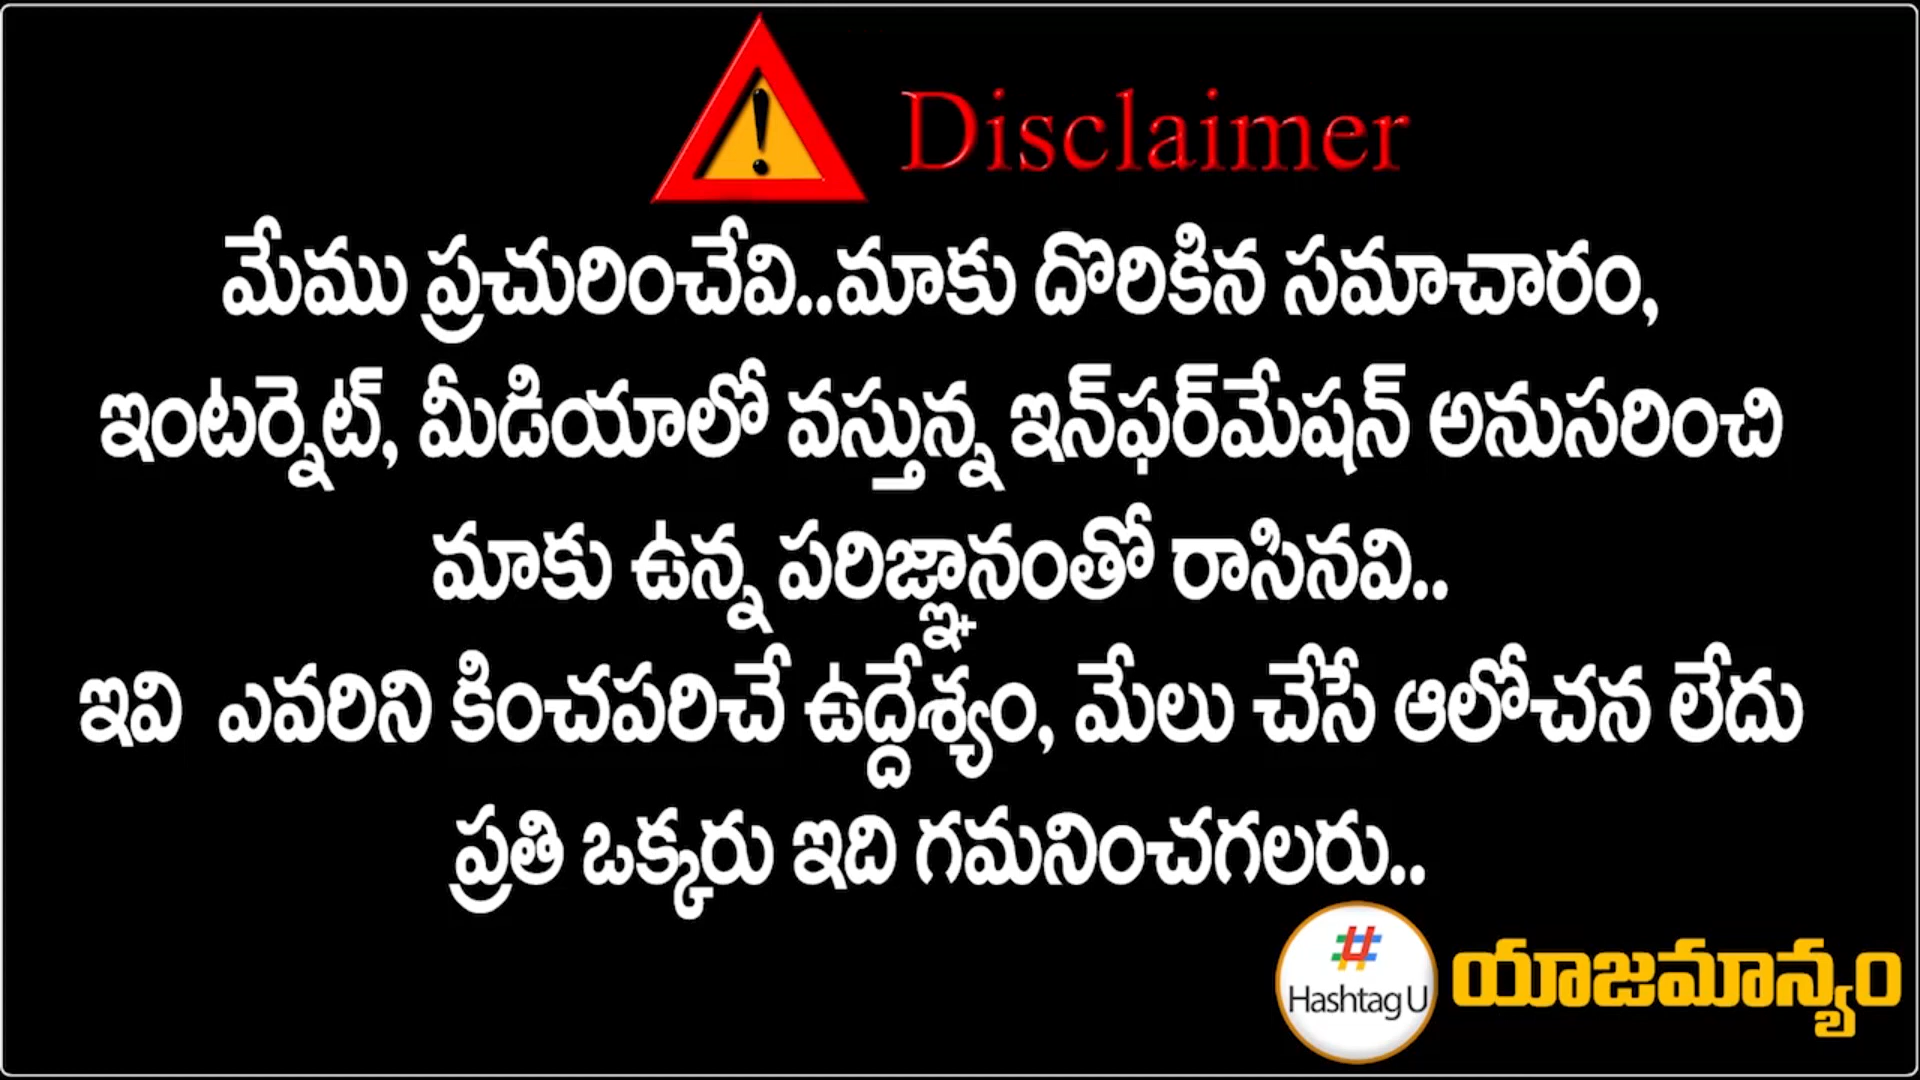 Disclaimer
మేము ప్రచురించేవి..మాకు దొరికిన సమాచారం,
ఇంటర్నెట్, మీడియాలో వస్తున్న ఇన్‌ఫర్‌మేషన్ అనుసరించి
మాకు ఉన్న పరిజ్ఞానంతో రాసినవి..
ఇవి ఎవరిని కించపరిచే ఉద్దేశ్యం, మేలు చేసే ఆలోచన లేదు
ప్రతి ఒక్కరు ఇది గమనించగలరు..
# Hashtag U యాజమాన్యం